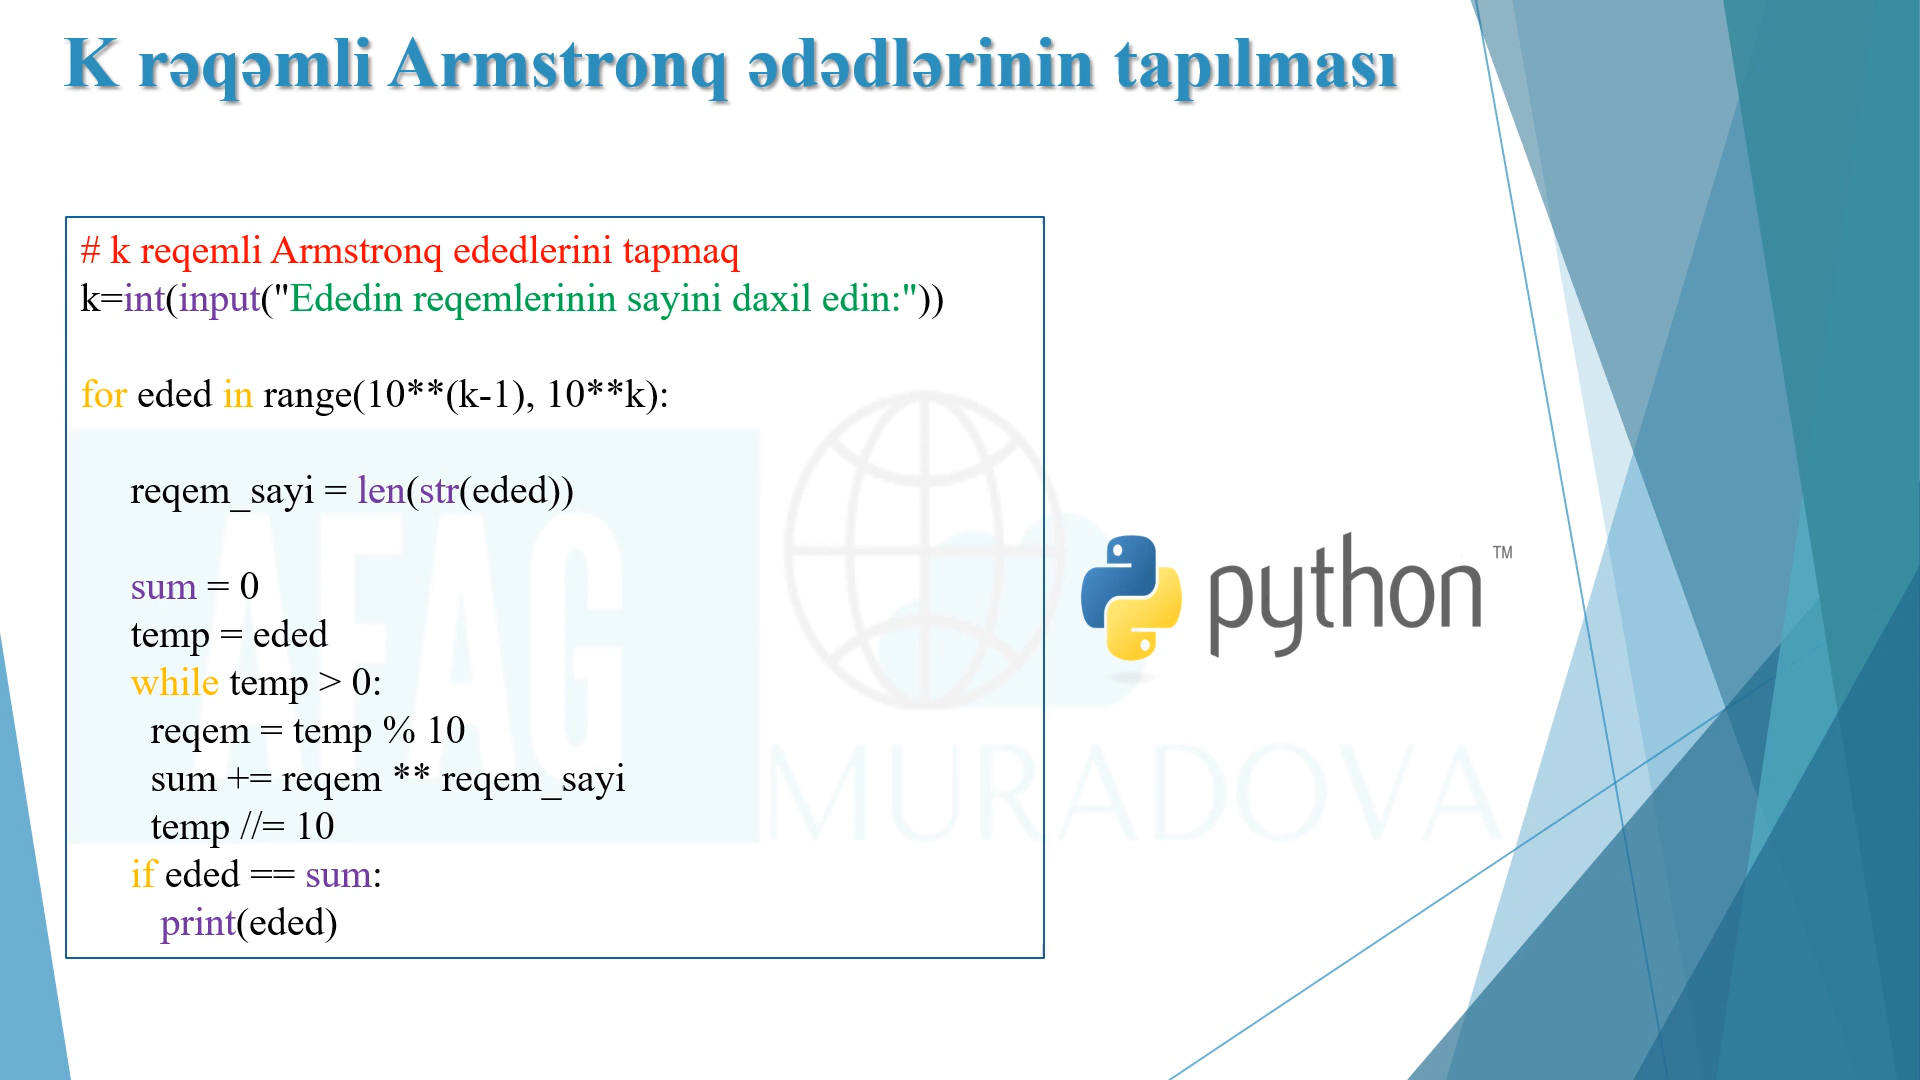 K rəqəmli Armstronq ədədlərinin tapılması
# k reqemli Armstronq ededlerini tapmaq
k=int(input("Ededin reqemlerinin sayini daxil edin:"))
for eded in range(10**(k-1), 10**k):
reqem_sayi = len(str(eded))
sum = 0
temp = eded
while temp > 0:
reqem = temp % 10
sum += reqem ** reqem_sayi
temp //= 10
if eded == sum:
print(eded)
python™
AFAG
MURADOVA